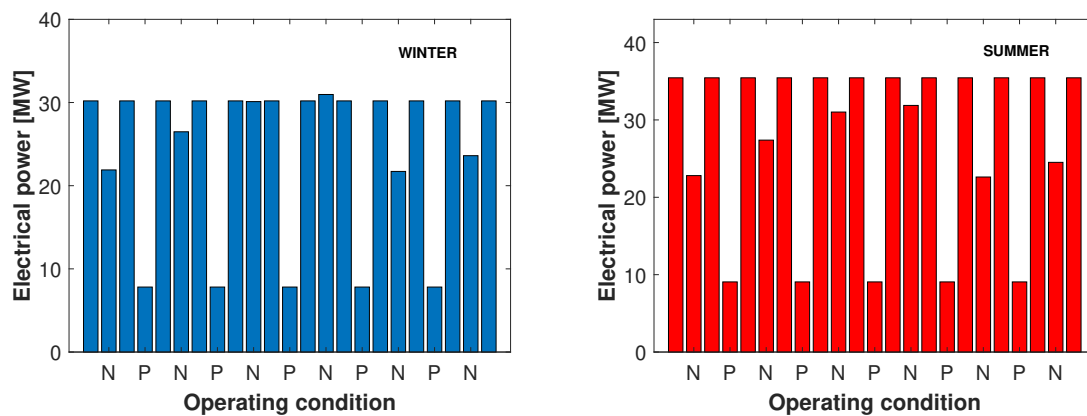 40
30
20
10
0
Electrical power [MW]
WINTER
N P N P N P N P N P N
Operating condition
40
30
20
10
0
Electrical power [MW]
SUMMER
N P N P N P N P N P N
Operating condition